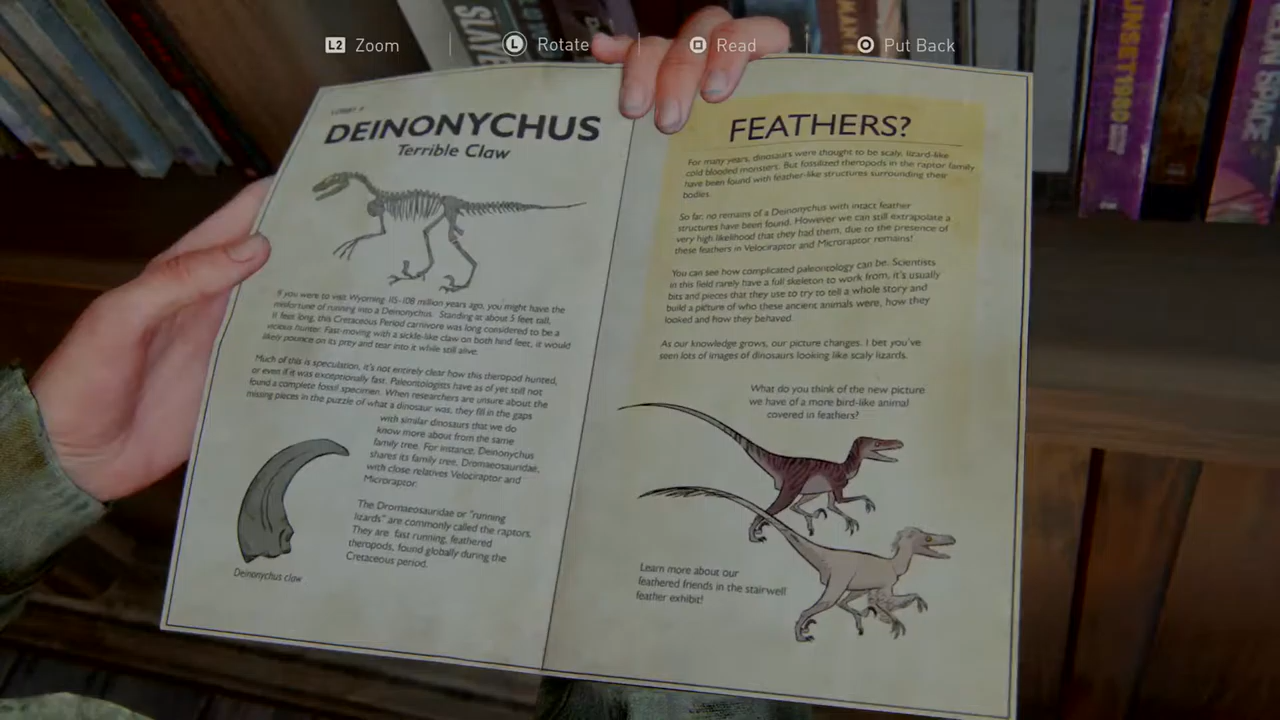 L2 Zoom
L Rotate
Read
Put Back
SLAY
UNSET1900
SPACE
LOBBY #
DEINONYCHUS
Terrible Claw
If you were to visit Wyoming 115-108 million years ago, you might have the
misfortune of running into a Deinonychus. Standing at about 5 feet tall,
11 feet long, this Cretaceous Period carnivore was long considered to be a
vicious hunter. Fast-moving with a sickle-like claw on both hind feet, it would
likely pounce on its prey and tear into it while still alive.
Much of this is speculation, it's not entirely clear how this theropod hunted,
or even if it was exceptionally fast. Paleontologists have as of yet still not
found a complete fossil specimen. When researchers are unsure about the
missing pieces in the puzzle of what a dinosaur was, they fill in the gaps
with similar dinosaurs that we do
know more about from the same
family tree. For instance, Deinonychus
shares its family tree, Dromaeosauridae,
with close relatives Velociraptor and
Microraptor.
The Dromaeosauridae or "running
lizards" are commonly called the raptors.
They are fast running, feathered
theropods, found globally during the
Cretaceous period.
Deinonychus claw
FEATHERS?
For many years, dinosaurs were thought to be scaly, lizard-like
cold blooded monsters. But fossilized theropods in the raptor family
have been found with feather-like structures surrounding their
bodies.
So far, no remains of a Deinonychus with intact feather
structures have been found. However we can still extrapolate a
very high likelihood that they had them, due to the presence of
these feathers in Velociraptor and Microraptor remains!
You can see how complicated paleontology can be. Scientists
in this field rarely have a full skeleton to work from, it's usually
bits and pieces that they use to try to tell a whole story and
build a picture of who these ancient animals were, how they
looked and how they behaved.
As our knowledge grows, our picture changes. I bet you've
seen lots of images of dinosaurs looking like scaly lizards.
What do you think of the new picture
we have of a more bird-like animal
covered in feathers?
Learn more about our
feathered friends in the stairwell
feather exhibit!